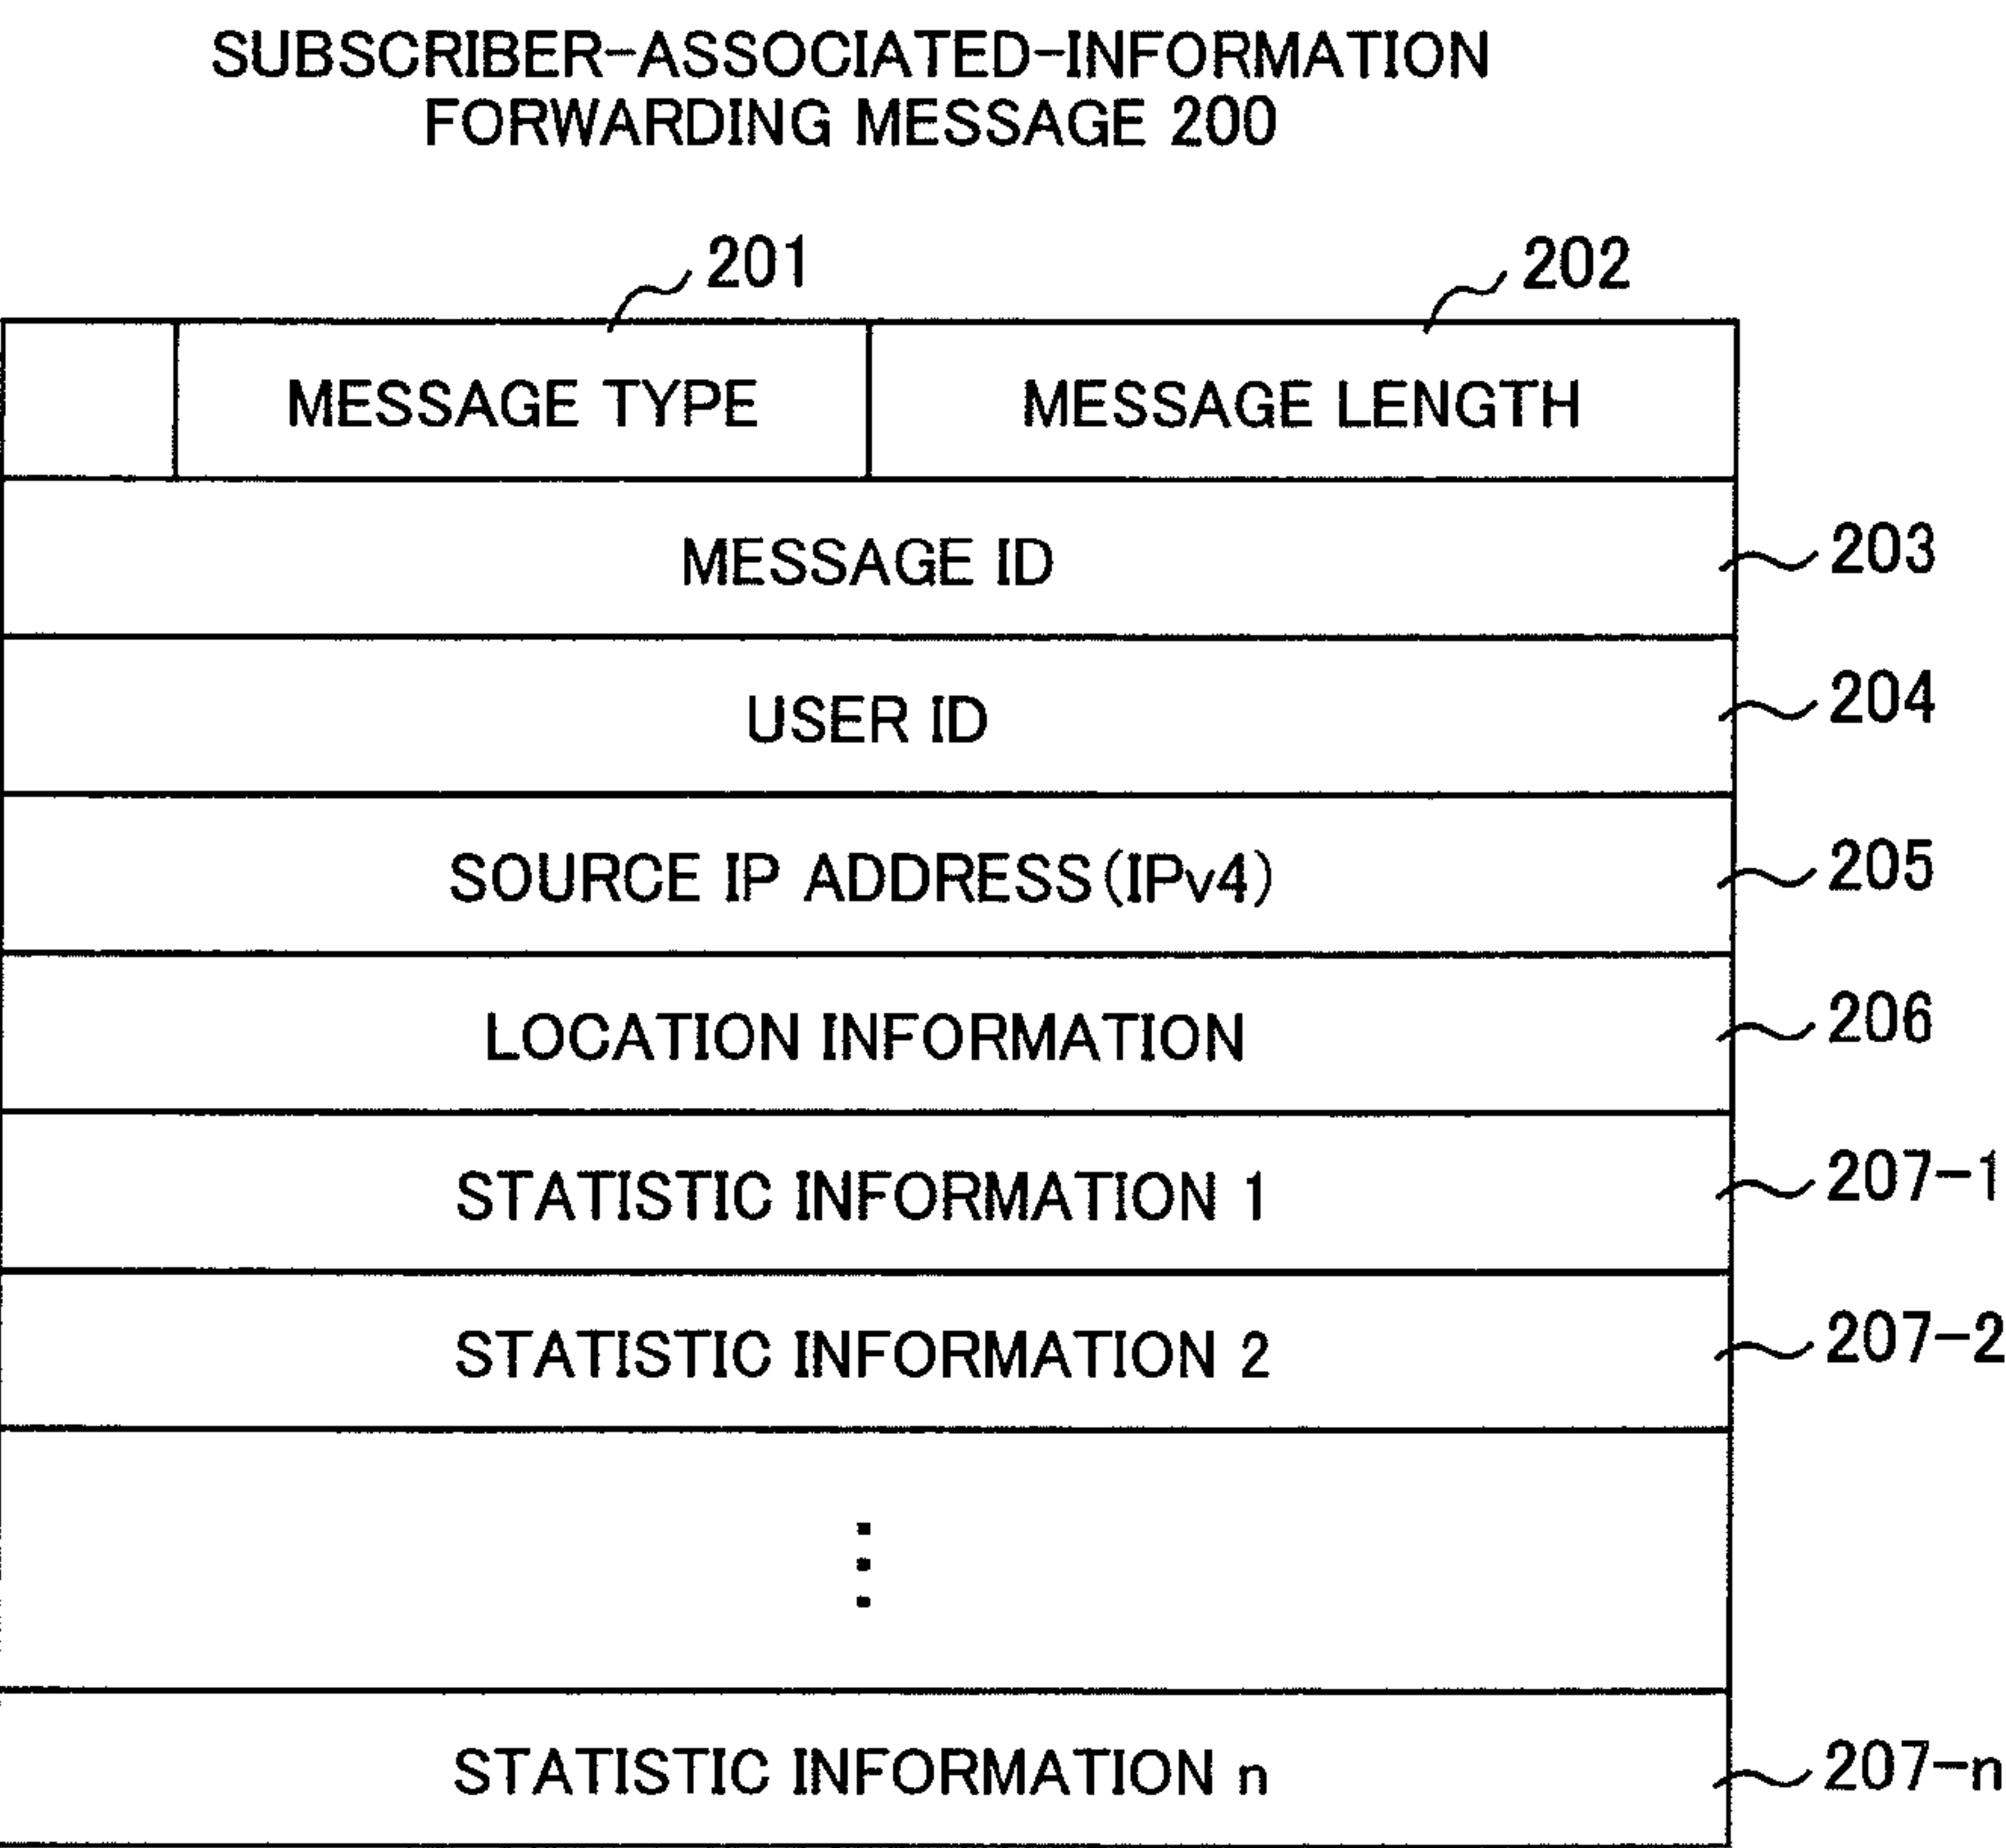 SUBSCRIBER-ASSOCIATED-INFORMATION
FORWARDING MESSAGE 200
201
202
MESSAGE TYPE
MESSAGE LENGTH
MESSAGE ID
203
USER ID
204
SOURCE IP ADDRESS(IPv4)
205
LOCATION INFORMATION
206
STATISTIC INFORMATION 1
207-1
STATISTIC INFORMATION 2
207-2
STATISTIC INFORMATION n
207-n